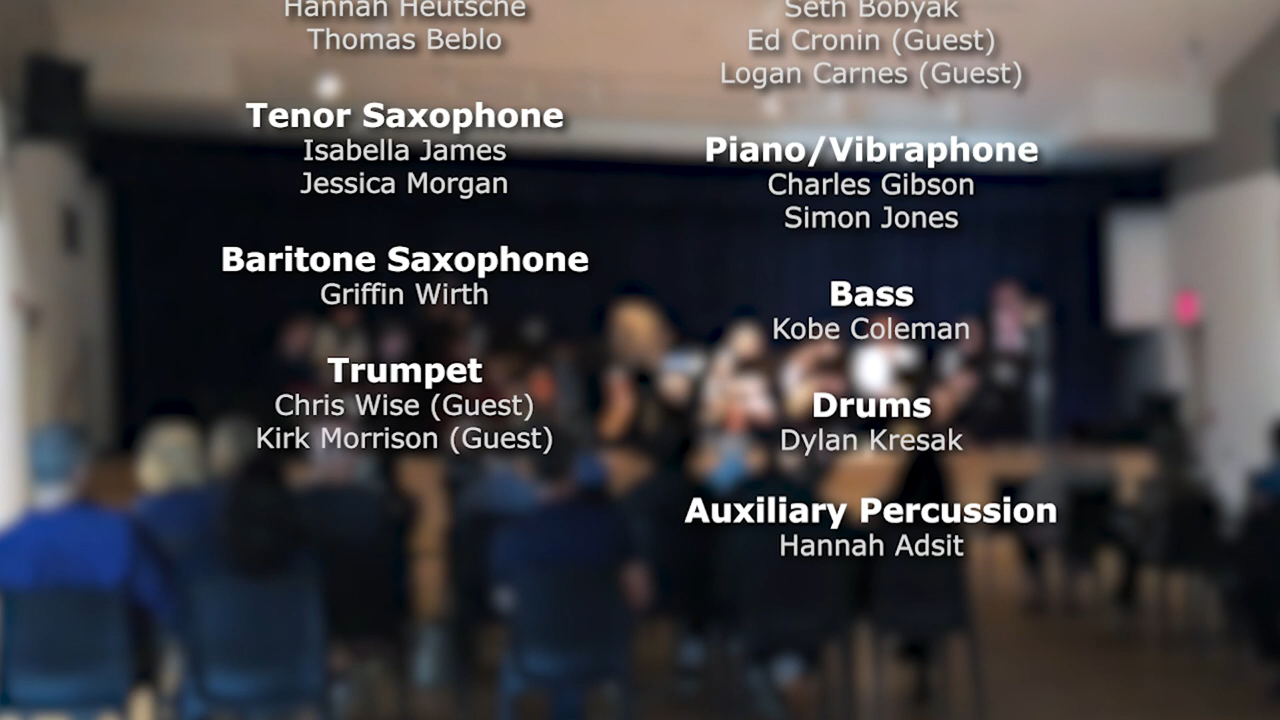 Hannah Heutsche
Thomas Beblo
Tenor Saxophone
Isabella James
Jessica Morgan
Baritone Saxophone
Griffin Wirth
Trumpet
Chris Wise (Guest)
Kirk Morrison (Guest)
Seth Bobyak
Ed Cronin (Guest)
Logan Carnes (Guest)
Piano/Vibraphone
Charles Gibson
Simon Jones
Bass
Kobe Coleman
Drums
Dylan Kresak
Auxiliary Percussion
Hannah Adsit